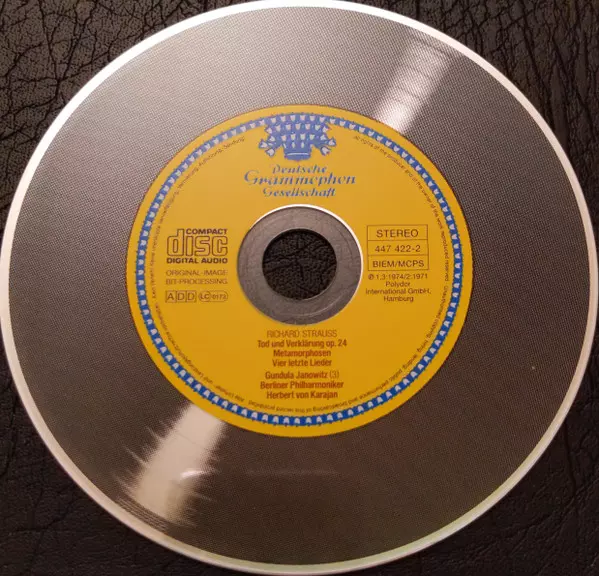 Deutsche
Grammophon
Gesellschaft
COMPACT
disc
DIGITAL AUDIO
ORIGINAL-IMAGE-
BIT-PROCESSING
ADD LC 0173
STEREO
447 422-2
BIEM/MCPS
℗ 1,3:1974/2:1971
Polydor
International GmbH,
Hamburg
RICHARD STRAUSS
Tod und Verklärung op. 24
Metamorphosen
Vier letzte Lieder
Gundula Janowitz (3)
Berliner Philharmoniker
Herbert von Karajan